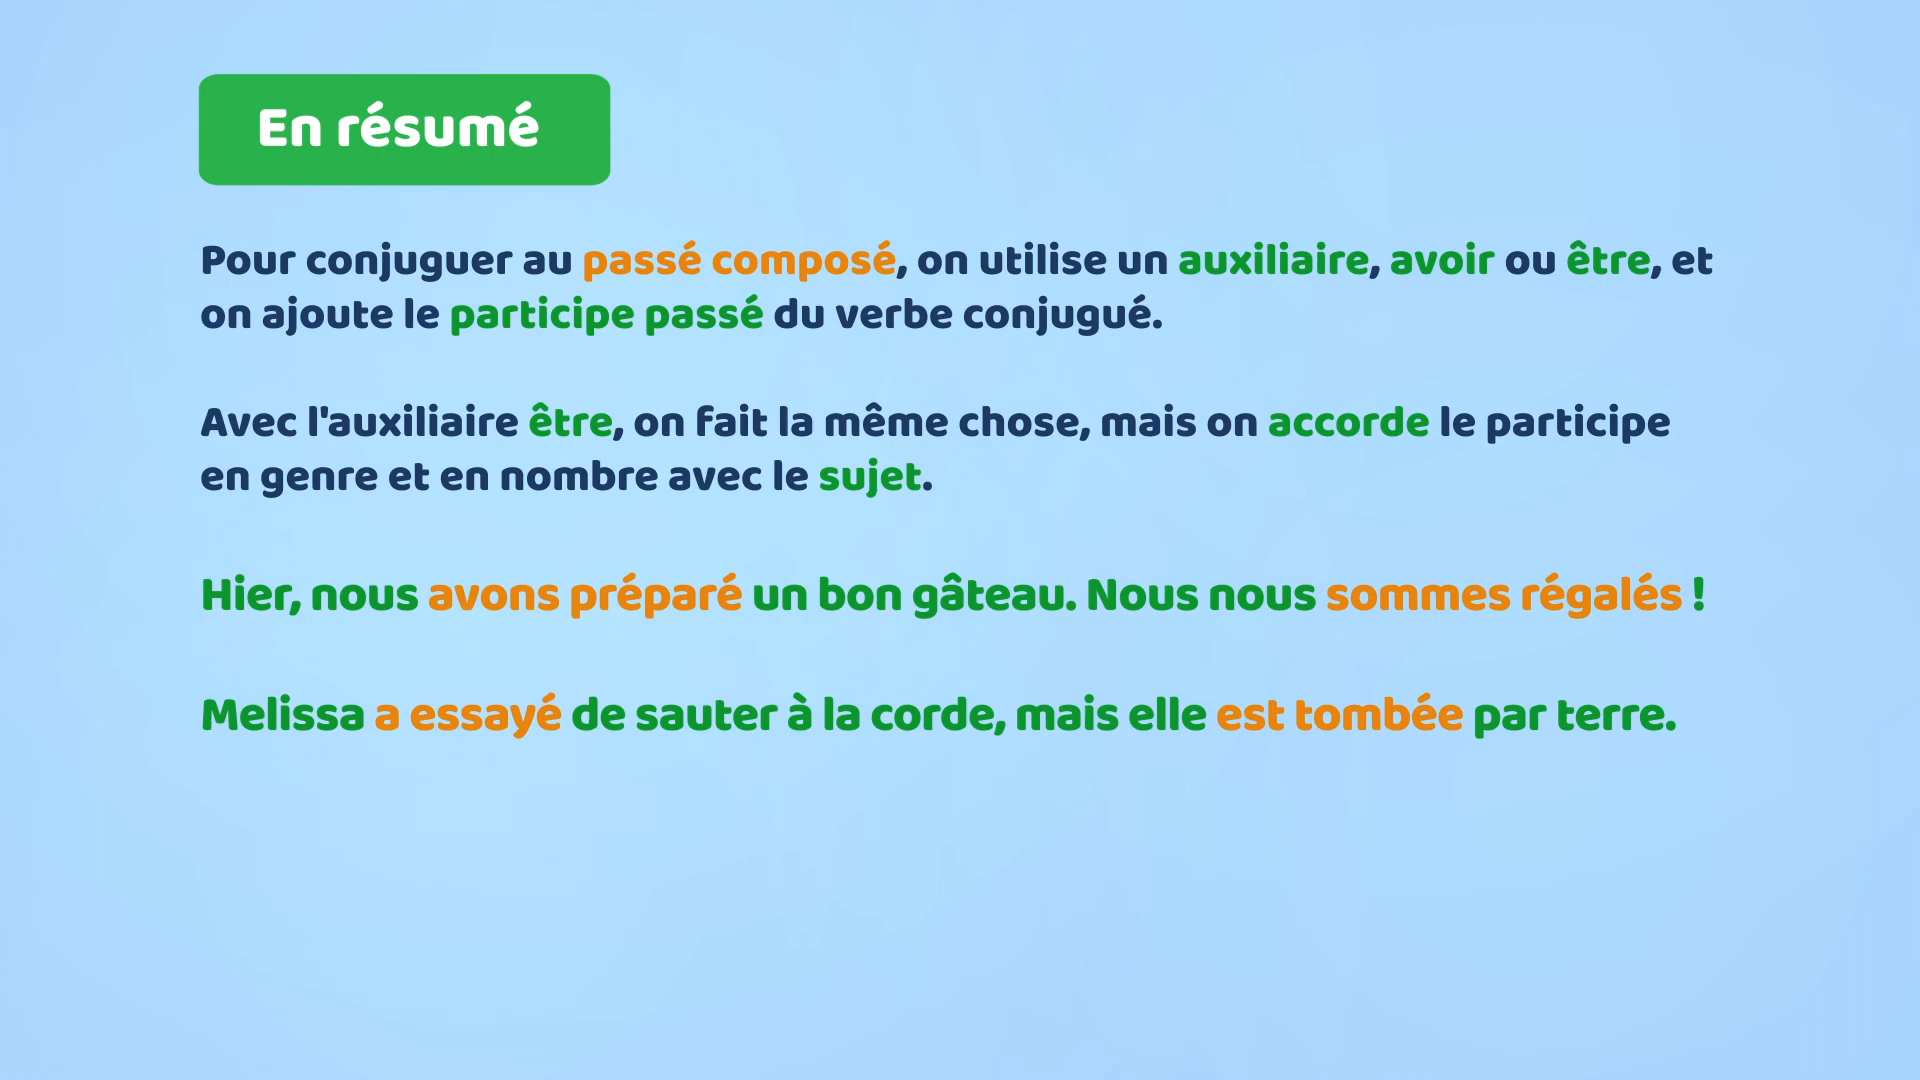 En résumé
Pour conjuguer au passé composé, on utilise un auxiliaire, avoir ou être, et
on ajoute le participe passé du verbe conjugué.
Avec l'auxiliaire être, on fait la même chose, mais on accorde le participe
en genre et en nombre avec le sujet.
Hier, nous avons préparé un bon gâteau. Nous nous sommes régalés !
Melissa a essayé de sauter à la corde, mais elle est tombée par terre.